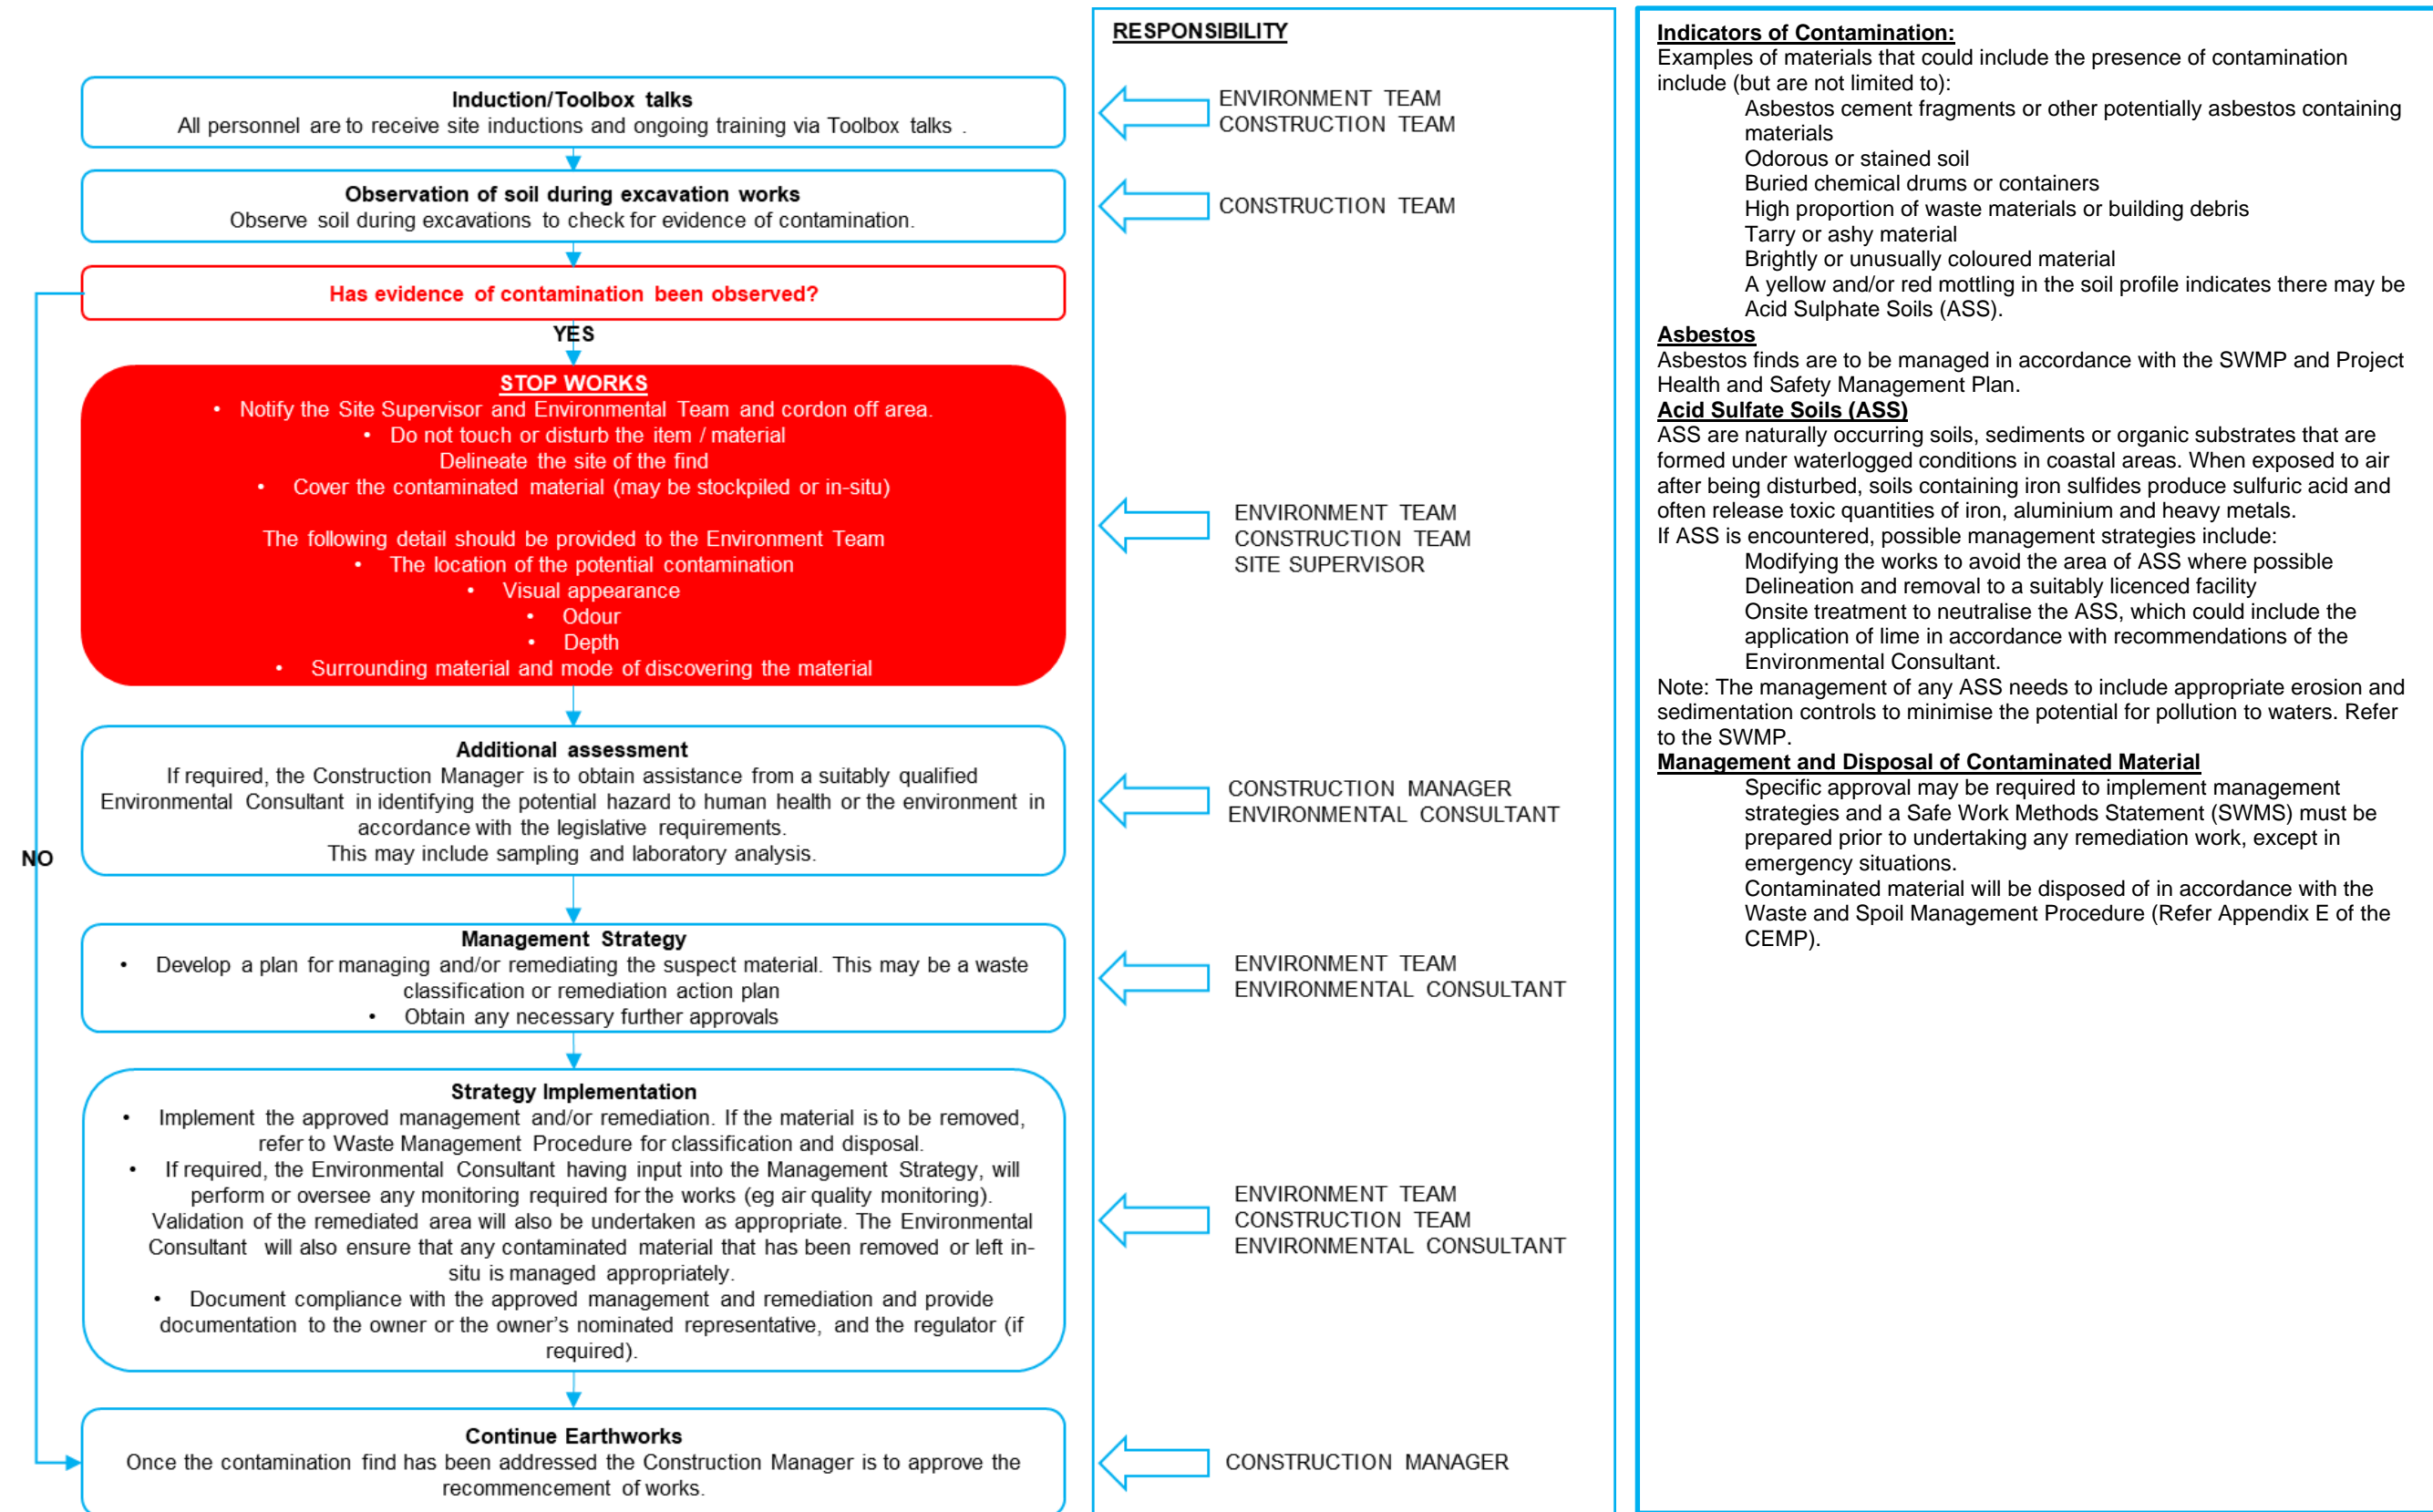 Induction/Toolbox talks
All personnel are to receive site inductions and ongoing training via Toolbox talks .
Observation of soil during excavation works
Observe soil during excavations to check for evidence of contamination.
Has evidence of contamination been observed?
YES
STOP WORKS
• Notify the Site Supervisor and Environmental Team and cordon off area.
• Do not touch or disturb the item / material
Delineate the site of the find
• Cover the contaminated material (may be stockpiled or in-situ)
The following detail should be provided to the Environment Team
• The location of the potential contamination
• Visual appearance
• Odour
• Depth
• Surrounding material and mode of discovering the material
Additional assessment
If required, the Construction Manager is to obtain assistance from a suitably qualified
Environmental Consultant in identifying the potential hazard to human health or the environment in
accordance with the legislative requirements.
This may include sampling and laboratory analysis.
NO
Management Strategy
• Develop a plan for managing and/or remediating the suspect material. This may be a waste
classification or remediation action plan
• Obtain any necessary further approvals
Strategy Implementation
• Implement the approved management and/or remediation. If the material is to be removed,
refer to Waste Management Procedure for classification and disposal.
• If required, the Environmental Consultant having input into the Management Strategy, will
perform or oversee any monitoring required for the works (eg air quality monitoring).
Validation of the remediated area will also be undertaken as appropriate. The Environmental
Consultant will also ensure that any contaminated material that has been removed or left in-
situ is managed appropriately.
• Document compliance with the approved management and remediation and provide
documentation to the owner or the owner's nominated representative, and the regulator (if
required).
Continue Earthworks
Once the contamination find has been addressed the Construction Manager is to approve the
recommencement of works.
RESPONSIBILITY
ENVIRONMENT TEAM
CONSTRUCTION TEAM
CONSTRUCTION TEAM
ENVIRONMENT TEAM
CONSTRUCTION TEAM
SITE SUPERVISOR
CONSTRUCTION MANAGER
ENVIRONMENTAL CONSULTANT
ENVIRONMENT TEAM
ENVIRONMENTAL CONSULTANT
ENVIRONMENT TEAM
CONSTRUCTION TEAM
ENVIRONMENTAL CONSULTANT
CONSTRUCTION MANAGER
Indicators of Contamination:
Examples of materials that could include the presence of contamination
include (but are not limited to):
Asbestos cement fragments or other potentially asbestos containing
materials
Odorous or stained soil
Buried chemical drums or containers
High proportion of waste materials or building debris
Tarry or ashy material
Brightly or unusually coloured material
A yellow and/or red mottling in the soil profile indicates there may be
Acid Sulphate Soils (ASS).
Asbestos
Asbestos finds are to be managed in accordance with the SWMP and Project
Health and Safety Management Plan.
Acid Sulfate Soils (ASS)
ASS are naturally occurring soils, sediments or organic substrates that are
formed under waterlogged conditions in coastal areas. When exposed to air
after being disturbed, soils containing iron sulfides produce sulfuric acid and
often release toxic quantities of iron, aluminium and heavy metals.
If ASS is encountered, possible management strategies include:
Modifying the works to avoid the area of ASS where possible
Delineation and removal to a suitably licenced facility
Onsite treatment to neutralise the ASS, which could include the
application of lime in accordance with recommendations of the
Environmental Consultant.
Note: The management of any ASS needs to include appropriate erosion and
sedimentation controls to minimise the potential for pollution to waters. Refer
to the SWMP.
Management and Disposal of Contaminated Material
Specific approval may be required to implement management
strategies and a Safe Work Methods Statement (SWMS) must be
prepared prior to undertaking any remediation work, except in
emergency situations.
Contaminated material will be disposed of in accordance with the
Waste and Spoil Management Procedure (Refer Appendix E of the
CEMP).